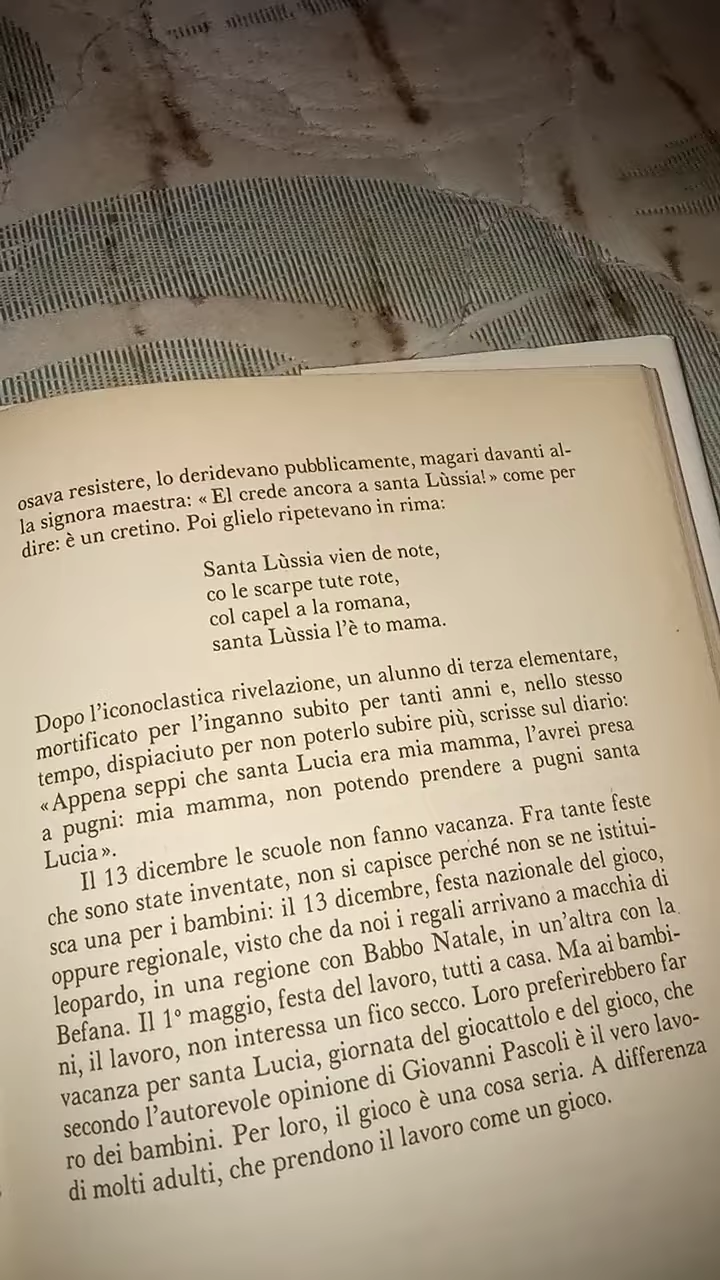 osava resistere, lo deridevano pubblicamente, magari davanti al-
la signora maestra: « El crede ancora a santa Lùssia! » come per
dire: è un cretino. Poi glielo ripetevano in rima:
Santa Lùssia vien de note,
co le scarpe tute rote,
col capel a la romana,
santa Lùssia l'è to mama.
Dopo l'iconoclastica rivelazione, un alunno di terza elementare,
mortificato per l'inganno subito per tanti anni e, nello stesso
tempo, dispiaciuto per non poterlo subire più, scrisse sul diario:
«Appena seppi che santa Lucia era mia mamma, l'avrei presa
a pugni: mia mamma, non potendo prendere a pugni santa
Lucia».
Il 13 dicembre le scuole non fanno vacanza. Fra tante feste
che sono state inventate, non si capisce perché non se ne istitui-
sca una per i bambini: il 13 dicembre, festa nazionale del gioco,
oppure regionale, visto che da noi i regali arrivano a macchia di
leopardo, in una regione con Babbo Natale, in un'altra con la
Befana. Il 1° maggio, festa del lavoro, tutti a casa. Ma ai bambi-
ni, il lavoro, non interessa un fico secco. Loro preferirebbero far
vacanza per santa Lucia, giornata del giocattolo e del gioco, che
secondo l'autorevole opinione di Giovanni Pascoli è il vero lavo-
ro dei bambini. Per loro, il gioco è una cosa seria. A differenza
di molti adulti, che prendono il lavoro come un gioco.